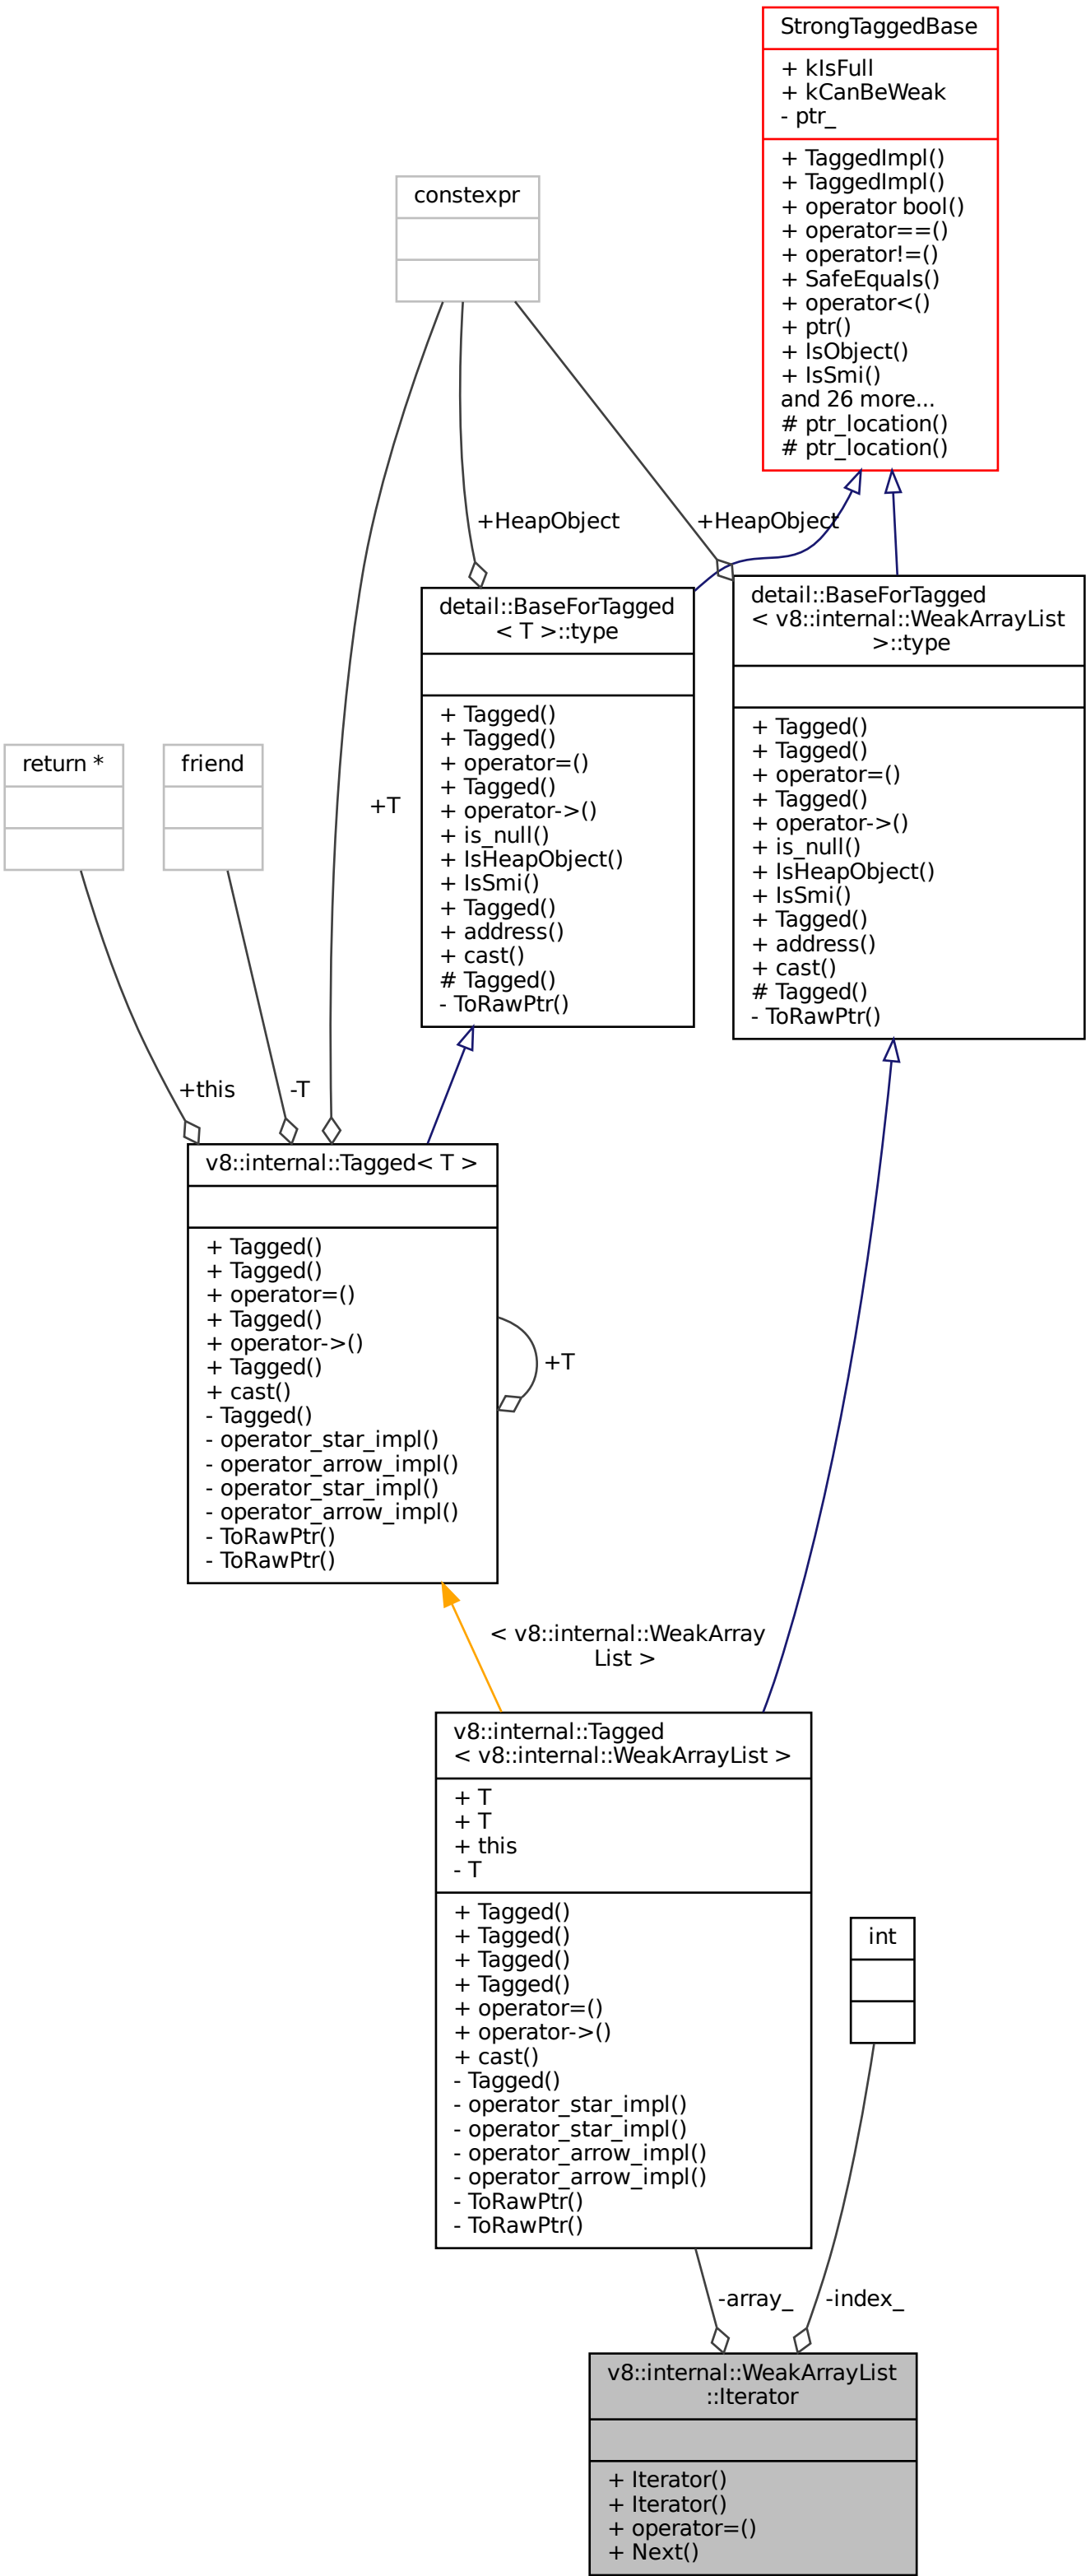 StrongTaggedBase
+ kIsFull
+ kCanBeWeak
- ptr_
+ TaggedImpl()
+ TaggedImpl()
+ operator bool()
+ operator==()
+ operator!=()
+ SafeEquals()
+ operator<()
+ ptr()
+ IsObject()
+ IsSmi()
and 26 more...
# ptr_location()
# ptr_location()
constexpr
+HeapObject
+HeapObject
detail::BaseForTagged
< T >::type
+ Tagged()
+ Tagged()
+ operator=()
+ Tagged()
+ operator->()
+ is_null()
+ IsHeapObject()
+ IsSmi()
+ Tagged()
+ address()
+ cast()
# Tagged()
- ToRawPtr()
detail::BaseForTagged
< v8::internal::WeakArrayList
>::type
+ Tagged()
+ Tagged()
+ operator=()
+ Tagged()
+ operator->()
+ is_null()
+ IsHeapObject()
+ IsSmi()
+ Tagged()
+ address()
+ cast()
# Tagged()
- ToRawPtr()
return *
friend
+T
+this
-T
v8::internal::Tagged< T >
+ Tagged()
+ Tagged()
+ operator=()
+ Tagged()
+ operator->()
+ Tagged()
+ cast()
- Tagged()
- operator_star_impl()
- operator_arrow_impl()
- operator_star_impl()
- operator_arrow_impl()
- ToRawPtr()
- ToRawPtr()
+T
< v8::internal::WeakArray
List >
v8::internal::Tagged
< v8::internal::WeakArrayList >
+ T
+ T
+ this
- T
+ Tagged()
+ Tagged()
+ Tagged()
+ Tagged()
+ operator=()
+ operator->()
+ cast()
- Tagged()
- operator_star_impl()
- operator_star_impl()
- operator_arrow_impl()
- operator_arrow_impl()
- ToRawPtr()
- ToRawPtr()
int
-array_
-index_
v8::internal::WeakArrayList
::Iterator
+ Iterator()
+ Iterator()
+ operator=()
+ Next()